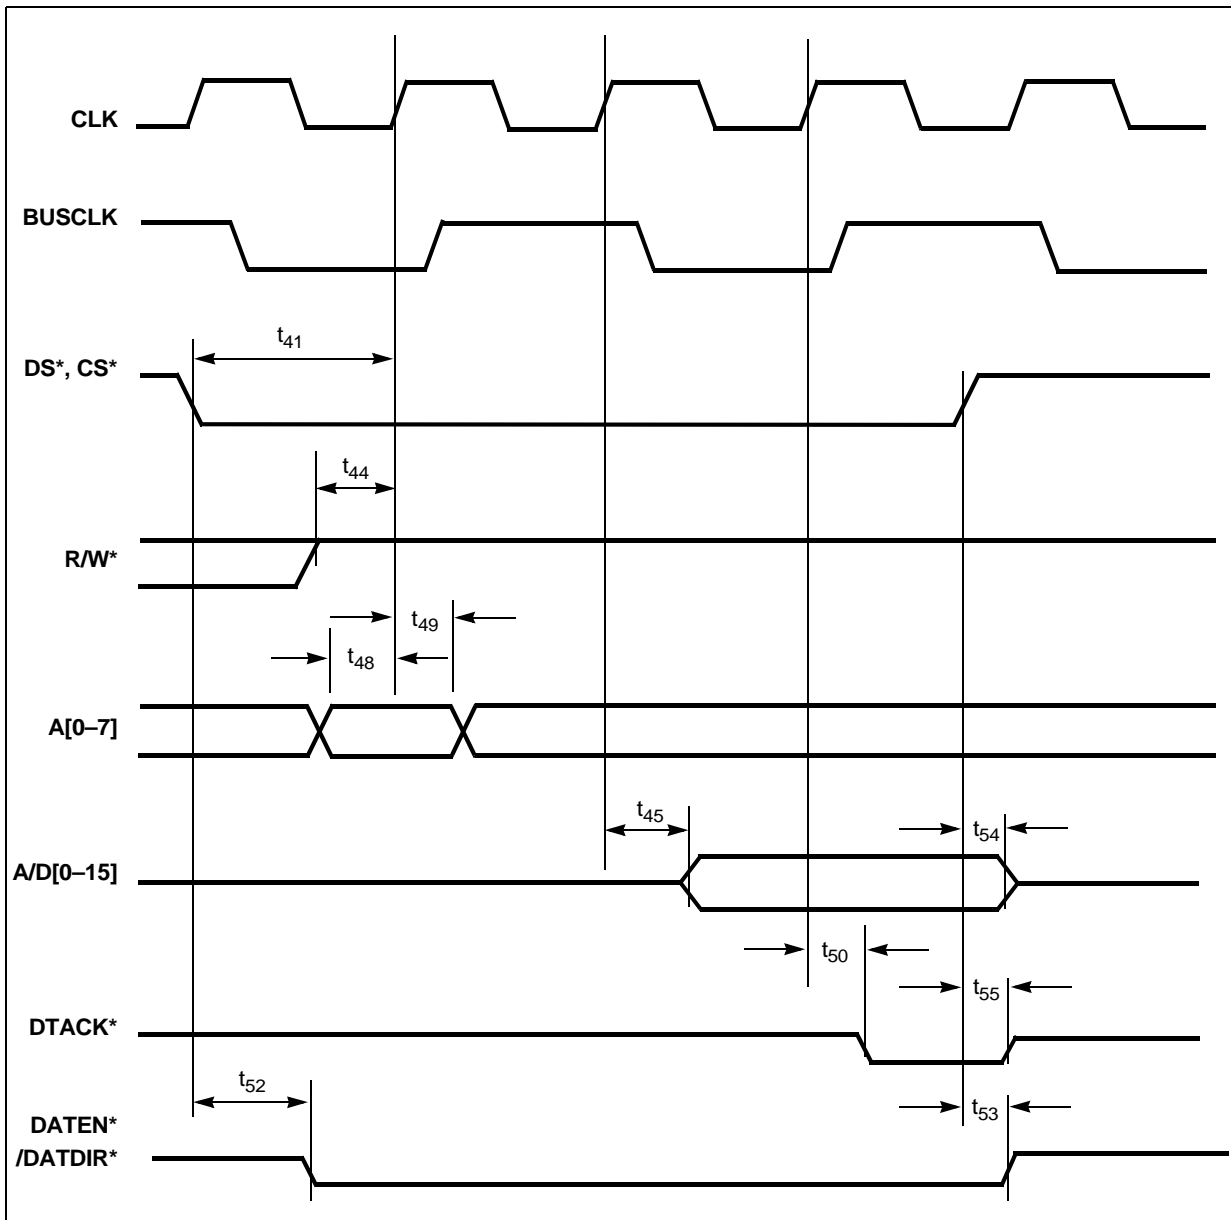 CLK
BUSCLK
t41
DS*, CS*
t44
R/W*
t49
t48
A[0–7]
t45
t54
A/D[0–15]
t50
t55
DTACK*
t52
t53
DATEN*
/DATDIR*